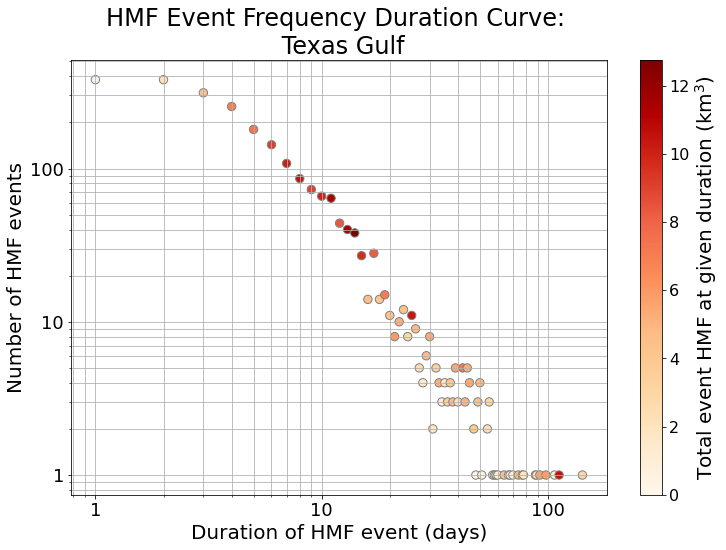 HMF Event Frequency Duration Curve:
Texas Gulf
Number of HMF events
100
10
1
1
10
100
Duration of HMF event (days)
12
10
8
6
4
2
0
Total event HMF at given duration (km³)